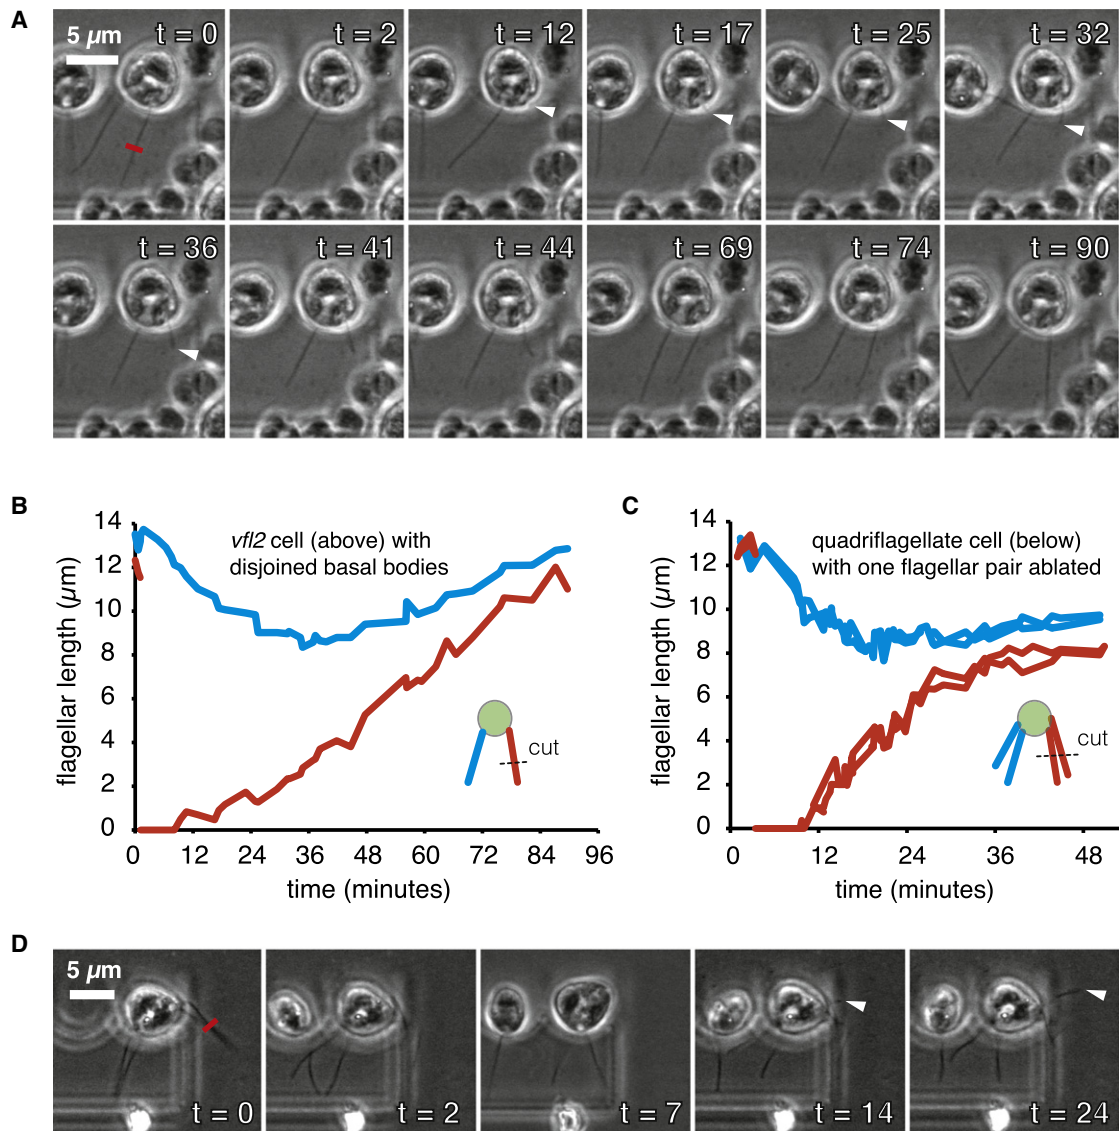 A
5 µm
t = 0
t = 2
t = 12
t = 17
t = 25
t = 32
t = 36
t = 41
t = 44
t = 69
t = 74
t = 90
B
vfl2 cell (above) with
disjoined basal bodies
flagellar length (µm)
14
12
10
8
6
4
2
0
cut
0 12 24 36 48 60 72 84 96
time (minutes)
C
quadriflagellate cell (below)
with one flagellar pair ablated
flagellar length (µm)
14
12
10
8
6
4
2
0
cut
0 12 24 36 48
time (minutes)
D
5 µm
t = 0
t = 2
t = 7
t = 14
t = 24